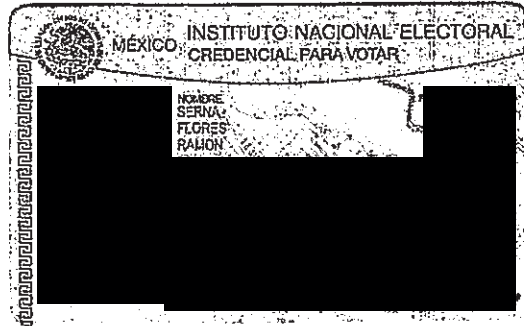 MÉXICO
INSTITUTO NACIONAL ELECTORAL
CREDENCIAL PARA VOTAR
NOMBRE
SERNA
FLORES
RAMON